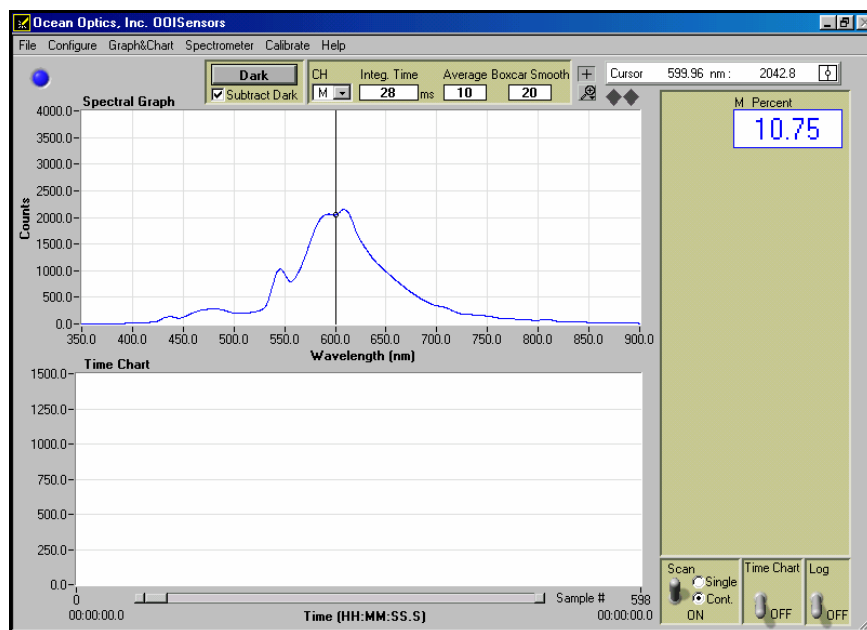 Ocean Optics, Inc. OOISensors
File Configure Graph&Chart Spectrometer Calibrate Help
Dark
Subtract Dark
CH Integ. Time Average Boxcar Smooth
M 28 ms 10 20
Cursor 599.96 nm : 2042.8
Spectral Graph
4000.0
3500.0
3000.0
2500.0
2000.0
1500.0
1000.0
500.0
0.0
Counts
350.0 400.0 450.0 500.0 550.0 600.0 650.0 700.0 750.0 800.0 850.0 900.0
Wavelength (nm)
M Percent
10.75
Time Chart
1500.0
1250.0
1000.0
750.0
500.0
250.0
0.0
0 Sample # 598
00:00:00.0 Time (HH:MM:SS.S) 00:00:00.0
Scan
Single
Cont.
ON
Time Chart
OFF
Log
OFF